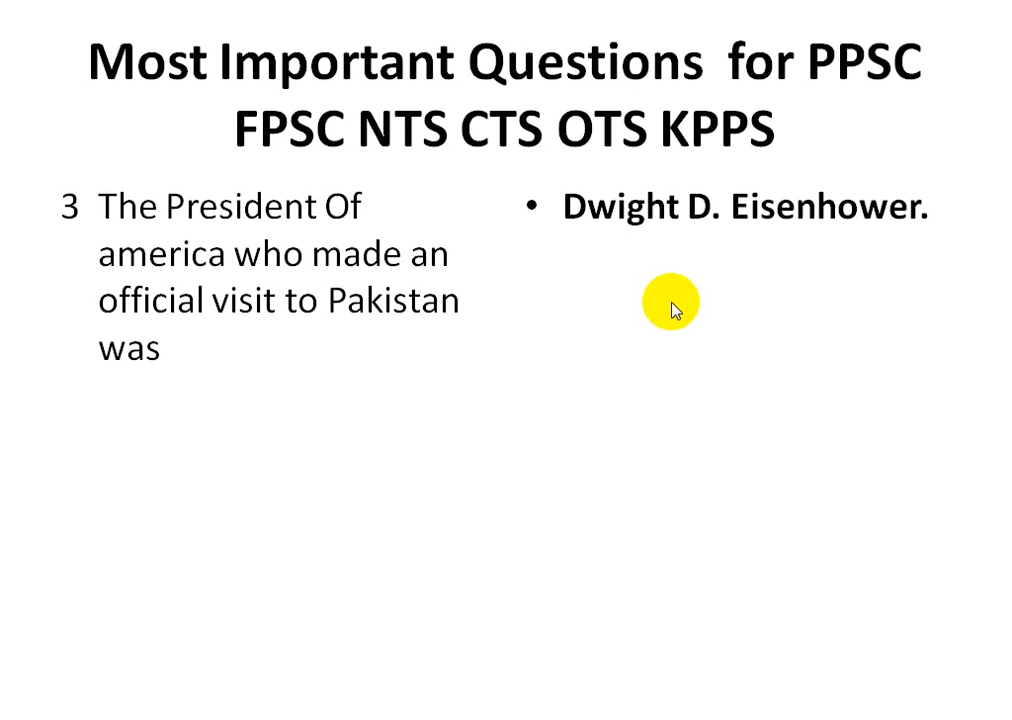 Most Important Questions for PPSC
FPSC NTS CTS OTS KPPS
3 The President Of
america who made an
official visit to Pakistan
was
• Dwight D. Eisenhower.